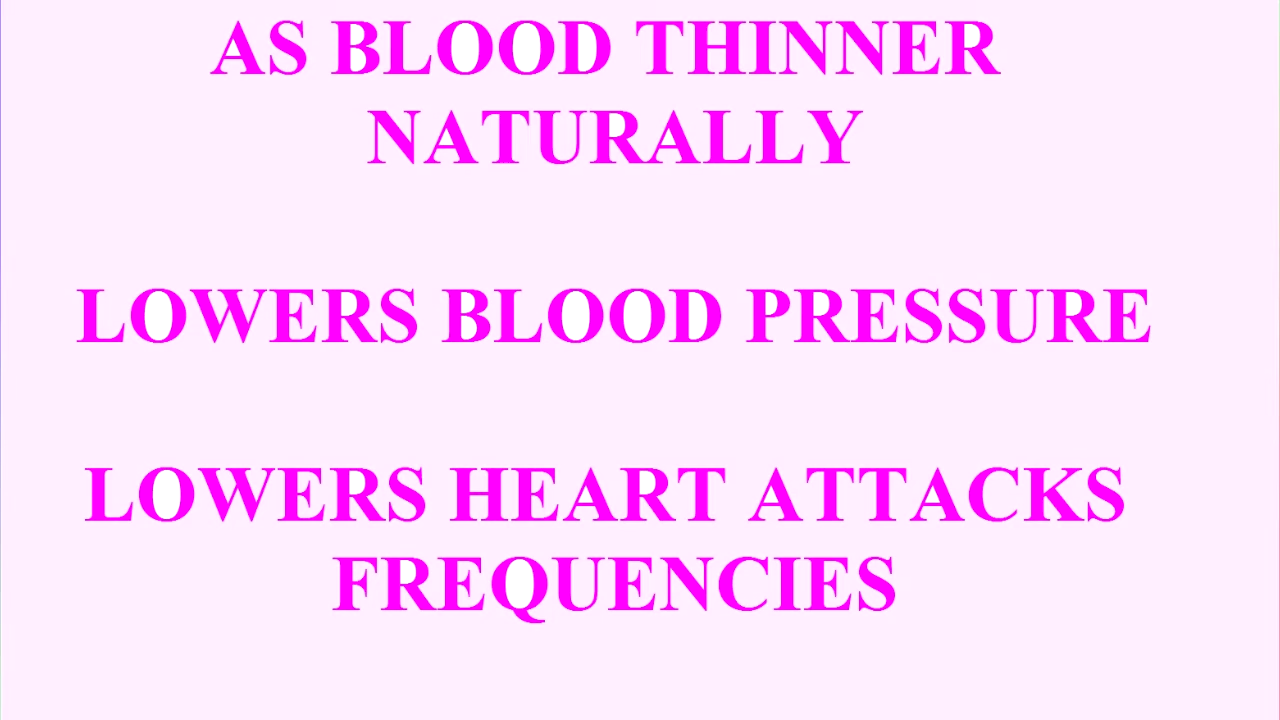 AS BLOOD THINNER
NATURALLY
LOWERS BLOOD PRESSURE
LOWERS HEART ATTACKS
FREQUENCIES